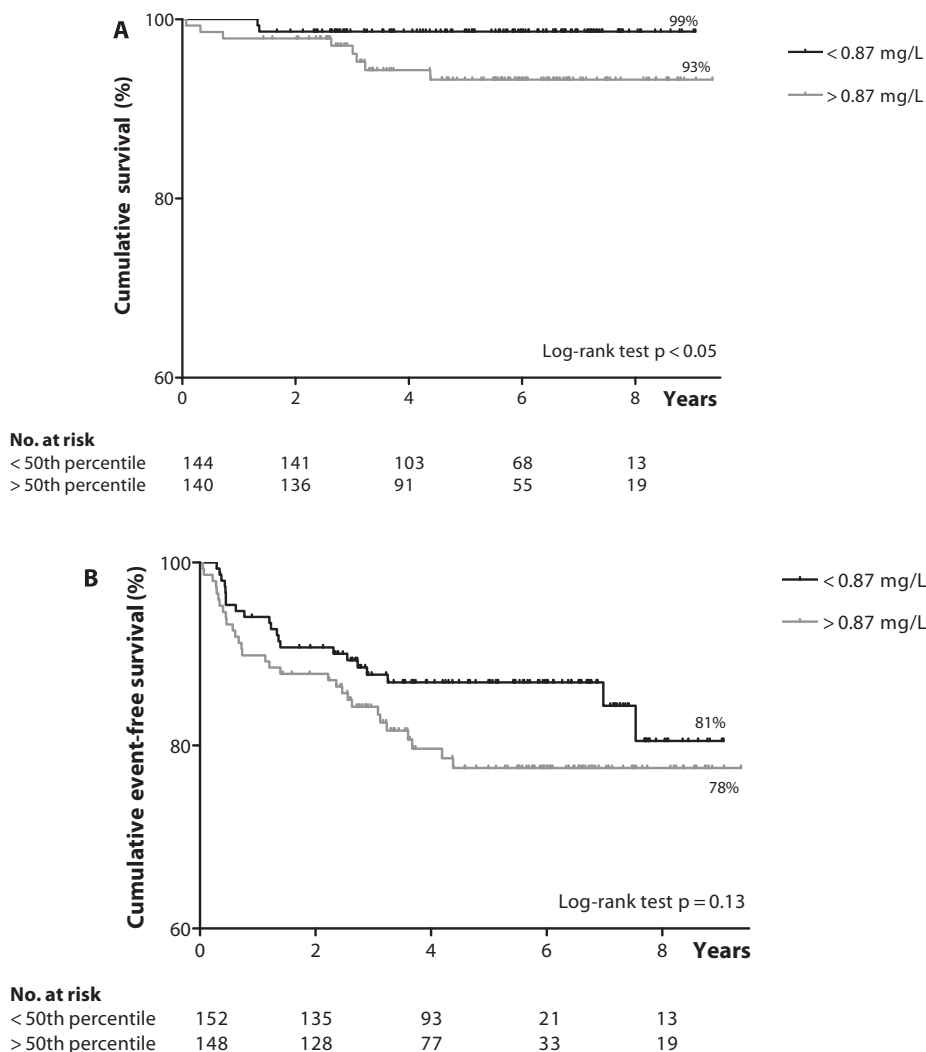 A
Cumulative survival (%)
100
80
60
99%
93%
< 0.87 mg/L
> 0.87 mg/L
Log-rank test p < 0.05
0 2 4 6 8 Years
No. at risk
< 50th percentile 144 141 103 68 13
> 50th percentile 140 136 91 55 19
B
Cumulative event-free survival (%)
100
80
60
81%
78%
< 0.87 mg/L
> 0.87 mg/L
Log-rank test p = 0.13
0 2 4 6 8 Years
No. at risk
< 50th percentile 152 135 93 21 13
> 50th percentile 148 128 77 33 19